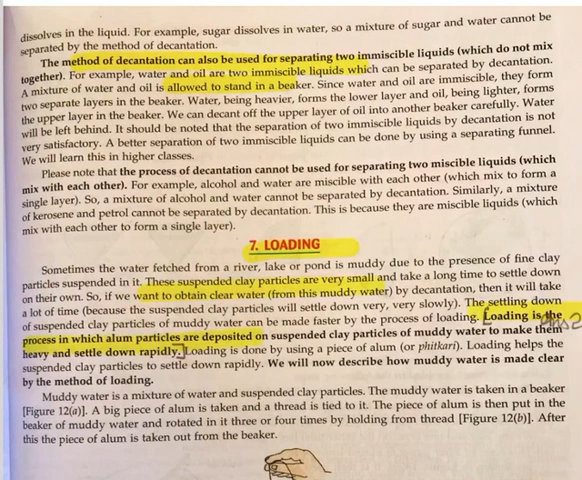 dissolves in the liquid. For example, sugar dissolves in water, so a mixture of sugar and water cannot be
separated by the method of decantation.
The method of decantation can also be used for separating two immiscible liquids (which do not mix
together). For example, water and oil are two immiscible liquids which can be separated by decantation.
A mixture of water and oil is allowed to stand in a beaker. Since water and oil are immiscible, they form
two separate layers in the beaker. Water, being heavier, forms the lower layer and oil, being lighter, forms
the upper layer in the beaker. We can decant off the upper layer of oil into another beaker carefully. Water
will be left behind. It should be noted that the separation of two immiscible liquids by decantation is not
very satisfactory. A better separation of two immiscible liquids can be done by using a separating funnel.
We will learn this in higher classes.
Please note that the process of decantation cannot be used for separating two miscible liquids (which
mix with each other). For example, alcohol and water are miscible with each other (which mix to form a
single layer). So, a mixture of alcohol and water cannot be separated by decantation. Similarly, a mixture
of kerosene and petrol cannot be separated by decantation. This is because they are miscible liquids (which
mix with each other to form a single layer).
7. LOADING
Sometimes the water fetched from a river, lake or pond is muddy due to the presence of fine clay
particles suspended in it. These suspended clay particles are very small and take a long time to settle down
on their own. So, if we want to obtain clear water (from this muddy water) by decantation, then it will take
a lot of time (because the suspended clay particles will settle down very, very slowly). The settling down
of suspended clay particles of muddy water can be made faster by the process of loading. Loading is the
process in which alum particles are deposited on suspended clay particles of muddy water to make them
heavy and settle down rapidly. Loading is done by using a piece of alum (or phitkari). Loading helps the
suspended clay particles to settle down rapidly. We will now describe how muddy water is made clear
by the method of loading.
Muddy water is a mixture of water and suspended clay particles. The muddy water is taken in a beaker
[Figure 12(a)]. A big piece of alum is taken and a thread is tied to it. The piece of alum is then put in the
beaker of muddy water and rotated in it three or four times by holding from thread [Figure 12(b)]. After
this the piece of alum is taken out from the beaker.